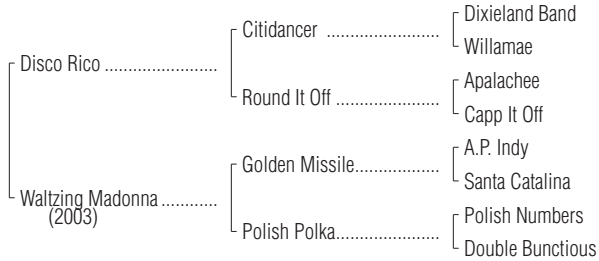 Dixieland Band
Citidancer ........................
Willamae
Disco Rico ........................
Apalachee
Round It Off ......................
Capp It Off
A.P. Indy
Golden Missile...................
Santa Catalina
Waltzing Madonna ............
(2003)
Polish Numbers
Polish Polka.......................
Double Bunctious